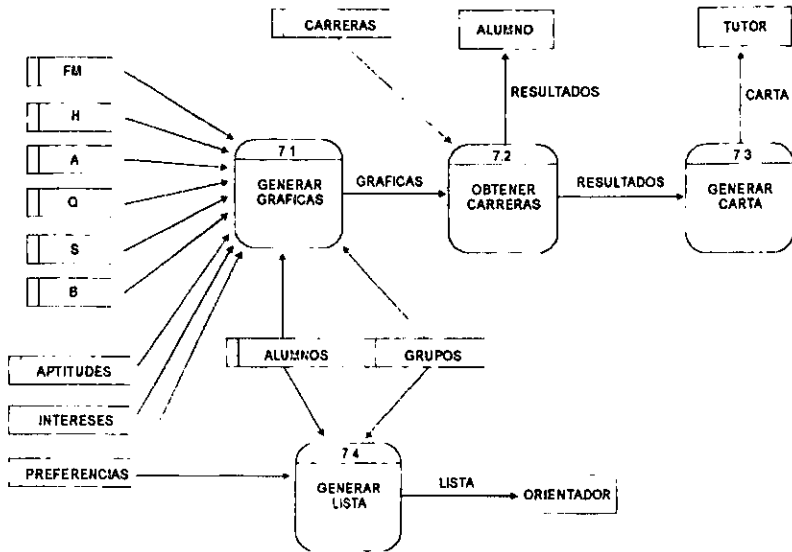 CARRERAS
ALUMNO
TUTOR
FM
H
A
Q
S
B
RESULTADOS
CARTA
7 1
GENERAR
GRAFICAS
GRAFICAS
7.2
OBTENER
CARRERAS
RESULTADOS
7 3
GENERAR
CARTA
ALUMNOS
GRUPOS
APTITUDES
INTERESES
PREFERENCIAS
7 4
GENERAR
LISTA
LISTA
ORIENTADOR